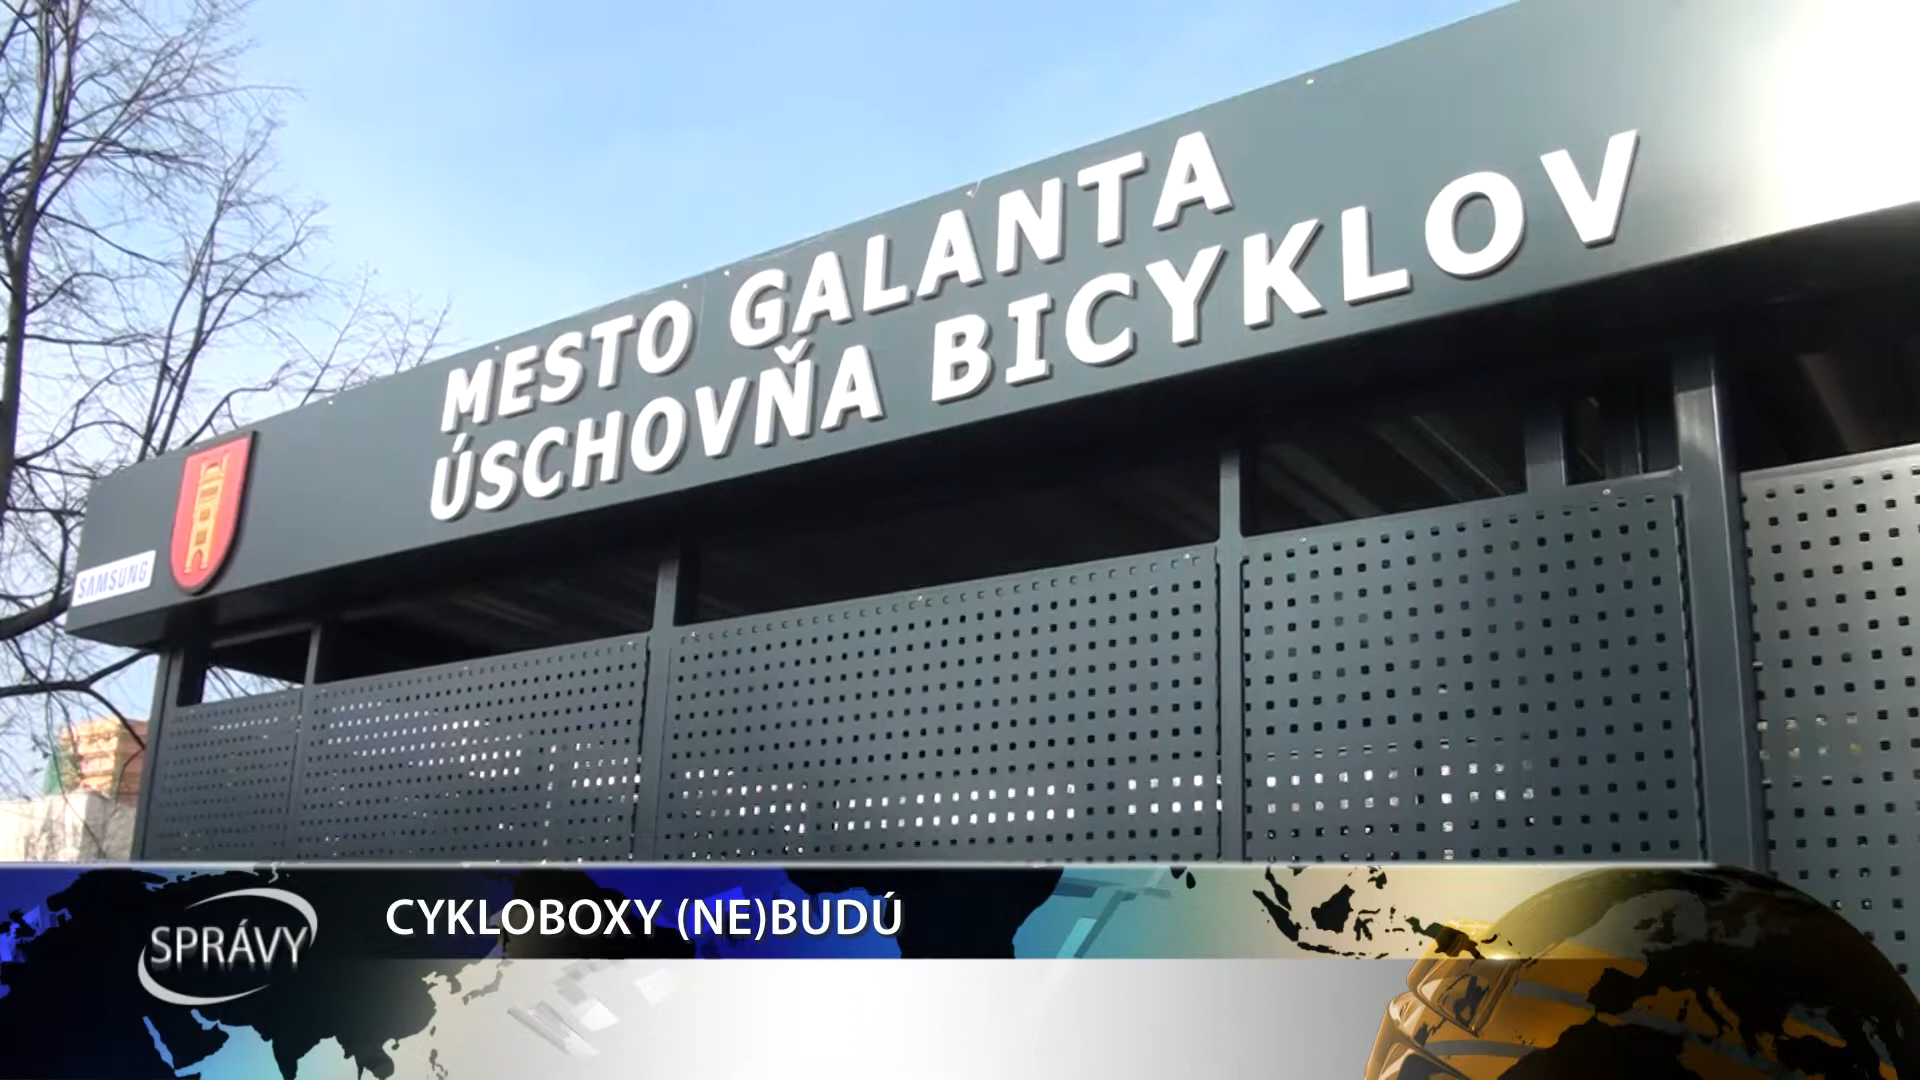 MESTO GALANTA
ÚSCHOVŇA BICYKLOV
SAMSUNG
SPRÁVY
CYKLOBOXY (NE)BUDÚ